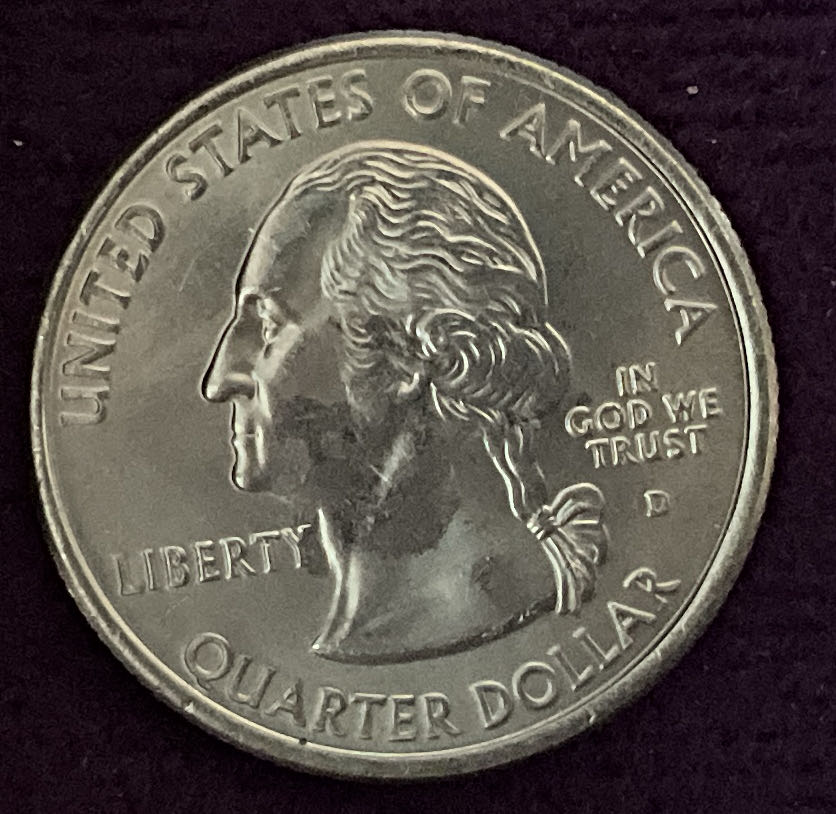 UNITED STATES OF AMERICA
LIBERTY
IN
GOD WE
TRUST
D
QUARTER DOLLAR